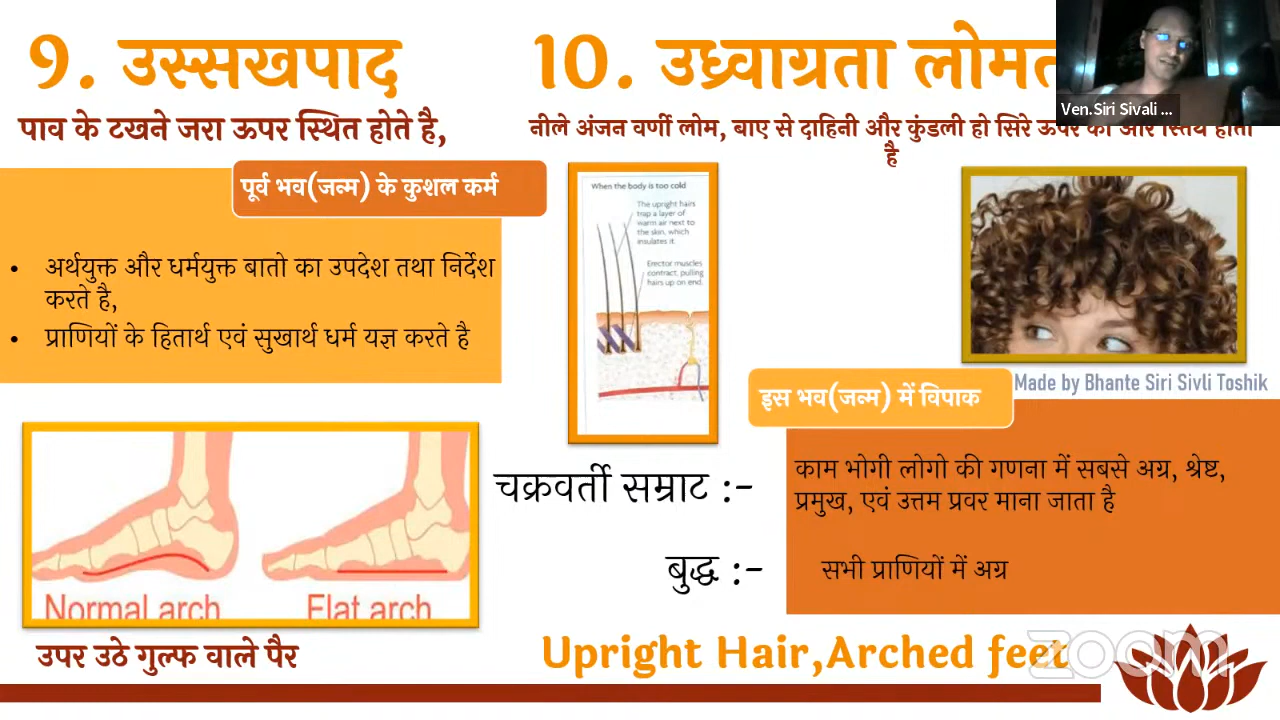 9. उस्सखपाद
पाव के टखने जरा ऊपर स्थित होते है,
पूर्व भव(जन्म) के कुशल कर्म
• अर्थयुक्त और धर्मयुक्त बातो का उपदेश तथा निर्देश
करते है,
• प्राणियों के हितार्थ एवं सुखार्थ धर्म यज्ञ करते है
Normal arch
Flat arch
उपर उठे गुल्फ वाले पैर
10. उध्र्वाग्रता
Ven.Siri Sivali ...
नीले अंजन वर्णी लोम, बाए से दाहिनी और कुंडली हो सिरे ऊपर की और स्तिथ होता
है
When the body is too cold
The upright hairs
trap a layer of
warm air next to
the skin, which
insulates it.
Erector muscles
contract, pulling
hairs up on end.
Made by Bhante Siri Sivli Toshik
इस भव(जन्म) में विपाक
चक्रवर्ती सम्राट :-
काम भोगी लोगो की गणना में सबसे अग्र, श्रेष्ट,
प्रमुख, एवं उत्तम प्रवर माना जाता है
बुद्ध :-
सभी प्राणियों में अग्र
Upright Hair,Arched feet
zoom